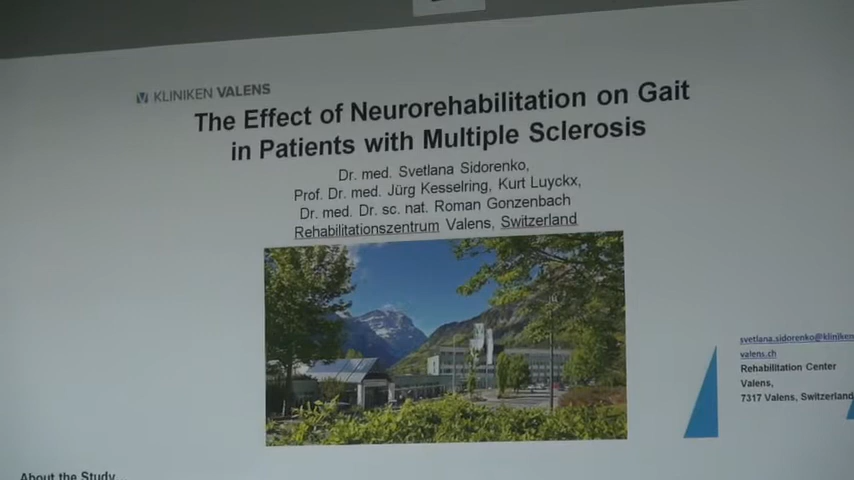 KLINIKEN VALENS
The Effect of Neurorehabilitation on Gait
in Patients with Multiple Sclerosis
Dr. med. Svetlana Sidorenko,
Prof. Dr. med. Jürg Kesselring, Kurt Luyckx,
Dr. med. Dr. sc. nat. Roman Gonzenbach
Rehabilitationszentrum Valens, Switzerland
svetlana.sidorenko@kliniken
valens.ch
Rehabilitation Center
Valens,
7317 Valens, Switzerland
About the Study